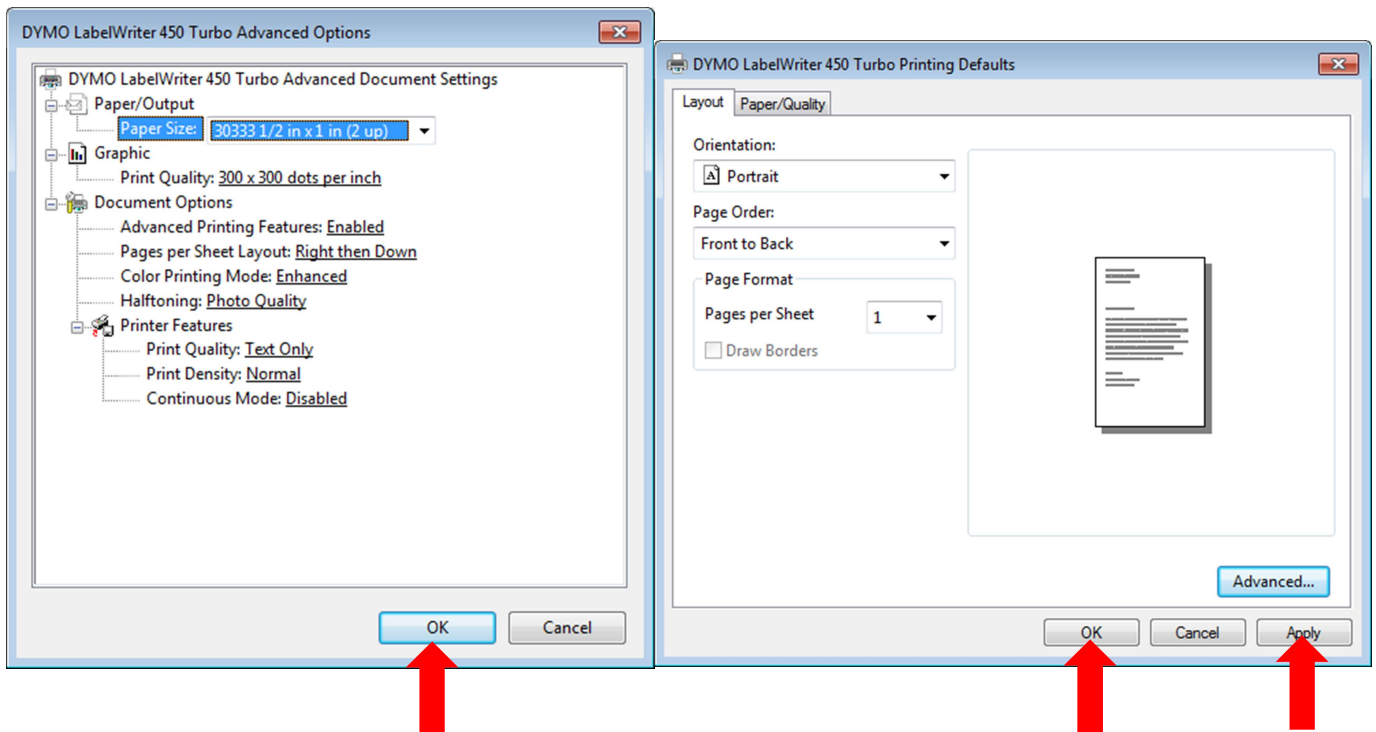 DYMO LabelWriter 450 Turbo Advanced Options
DYMO LabelWriter 450 Turbo Advanced Document Settings
Paper/Output
Paper Size: 30333 1/2 in x 1 in (2 up)
Graphic
Print Quality: 300 x 300 dots per inch
Document Options
Advanced Printing Features: Enabled
Pages per Sheet Layout: Right then Down
Color Printing Mode: Enhanced
Halftoning: Photo Quality
Printer Features
Print Quality: Text Only
Print Density: Normal
Continuous Mode: Disabled
OK Cancel
DYMO LabelWriter 450 Turbo Printing Defaults
Layout Paper/Quality
Orientation:
A Portrait
Page Order:
Front to Back
Page Format
Pages per Sheet 1
Draw Borders
Advanced...
OK Cancel Apply